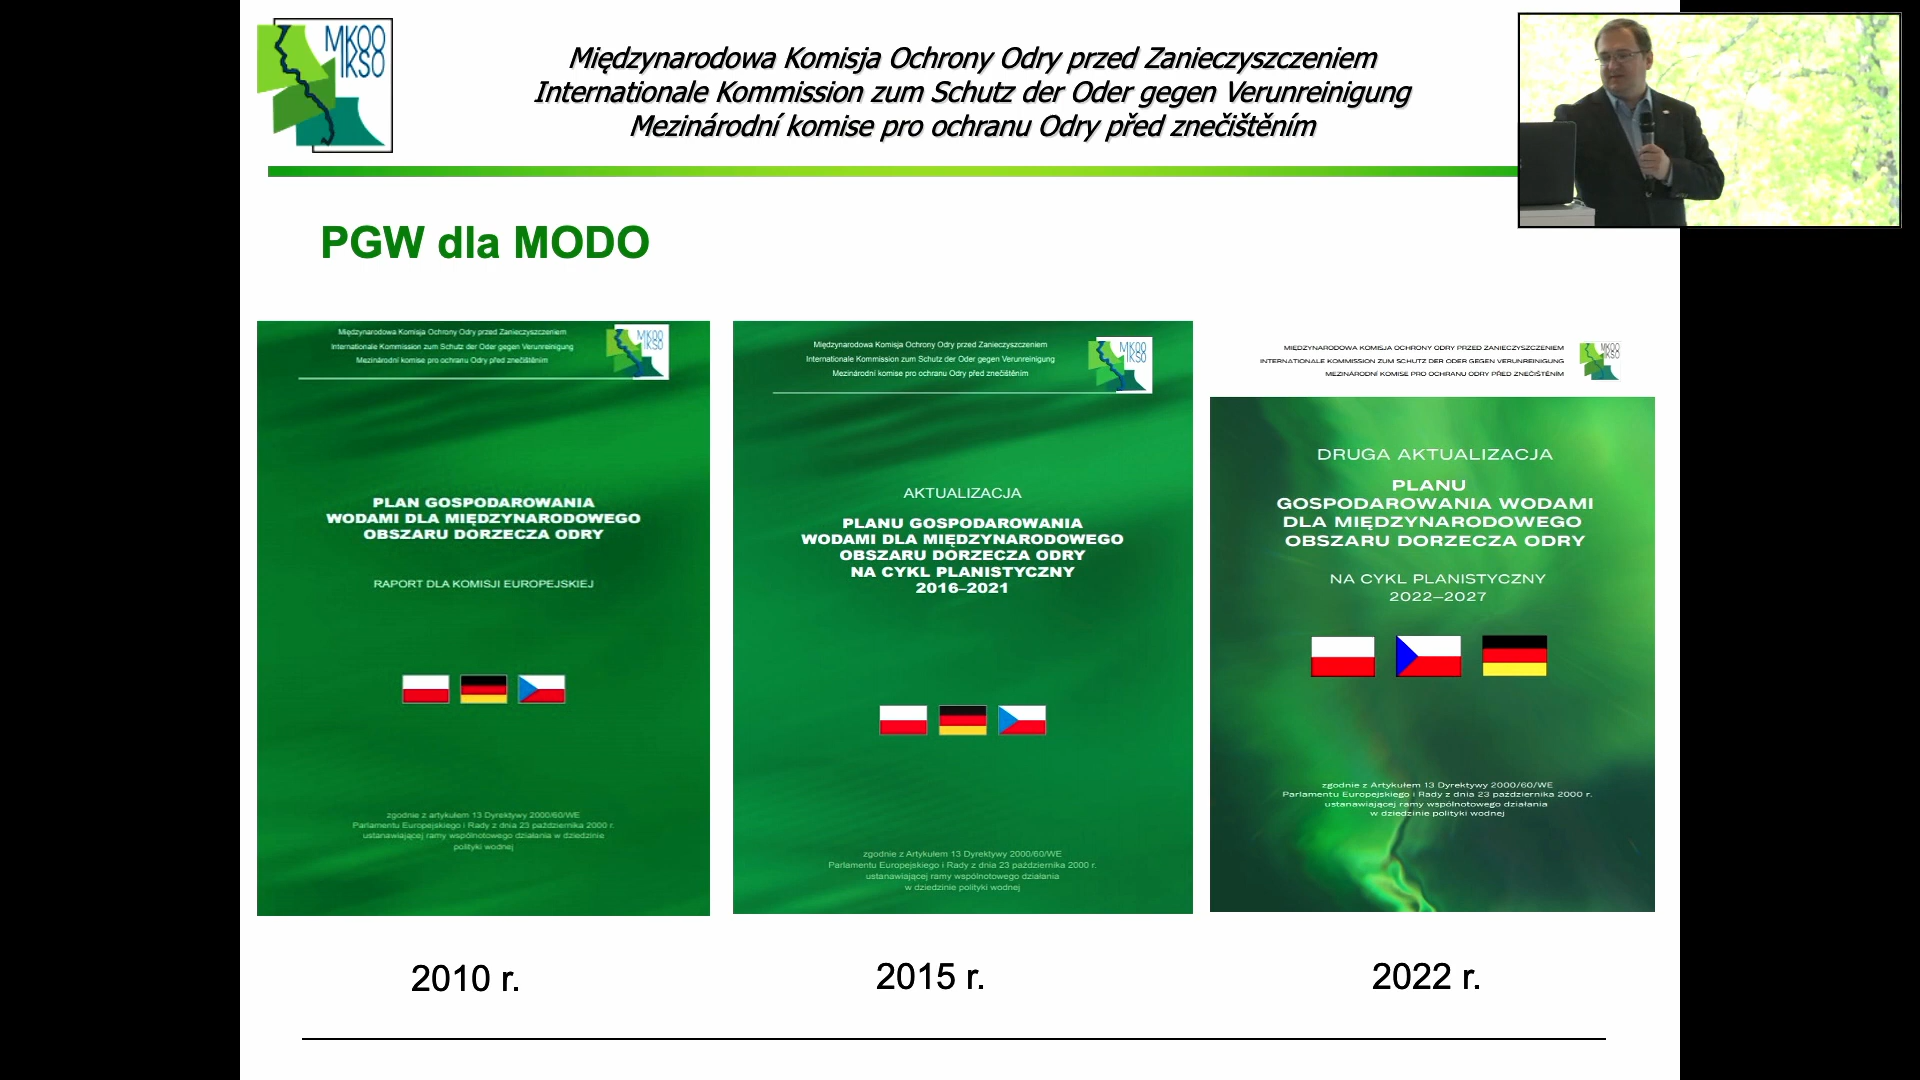 MKOO
IKSO
Międzynarodowa Komisja Ochrony Odry przed Zanieczyszczeniem
Internationale Kommission zum Schutz der Oder gegen Verunreinigung
Mezinárodní komise pro ochranu Odry před znečištěním
PGW dla MODO
Międzynarodowa Komisja Ochrony Odry przed Zanieczyszczeniem
Internationale Kommission zum Schutz der Oder gegen Verunreinigung
Mezinárodní komise pro ochranu Odry před znečištěním
MKOO
IKSO
PLAN GOSPODAROWANIA
WODAMI DLA MIĘDZYNARODOWEGO
OBSZARU DORZECZA ODRY
RAPORT DLA KOMISJI EUROPEJSKIEJ
zgodnie z artykułem 13 Dyrektywy 2000/60/WE
Parlamentu Europejskiego i Rady z dnia 23 października 2000 r.
ustanawiającej ramy wspólnotowego działania w dziedzinie
polityki wodnej
2010 r.
Międzynarodowa Komisja Ochrony Odry przed Zanieczyszczeniem
Internationale Kommission zum Schutz der Oder gegen Verunreinigung
Mezinárodní komise pro ochranu Odry před znečištěním
MKOO
IKSO
AKTUALIZACJA
PLANU GOSPODAROWANIA
WODAMI DLA MIĘDZYNARODOWEGO
OBSZARU DORZECZA ODRY
NA CYKL PLANISTYCZNY
2016–2021
zgodnie z Artykułem 13 Dyrektywy 2000/60/WE
Parlamentu Europejskiego i Rady z dnia 23 października 2000 r.
ustanawiającej ramy wspólnotowego działania
w dziedzinie polityki wodnej
2015 r.
MIĘDZYNARODOWA KOMISJA OCHRONY ODRY PRZED ZANIECZYSZCZENIEM
INTERNATIONALE KOMMISSION ZUM SCHUTZ DER ODER GEGEN VERUNREINIGUNG
MEZINÁRODNÍ KOMISE PRO OCHRANU ODRY PŘED ZNEČIŠTĚNÍM
MKOO
IKSO
DRUGA AKTUALIZACJA
PLANU
GOSPODAROWANIA WODAMI
DLA MIĘDZYNARODOWEGO
OBSZARU DORZECZA ODRY
NA CYKL PLANISTYCZNY
2022–2027
zgodnie z Artykułem 13 Dyrektywy 2000/60/WE
Parlamentu Europejskiego i Rady z dnia 23 października 2000 r.
ustanawiającej ramy wspólnotowego działania
w dziedzinie polityki wodnej
2022 r.